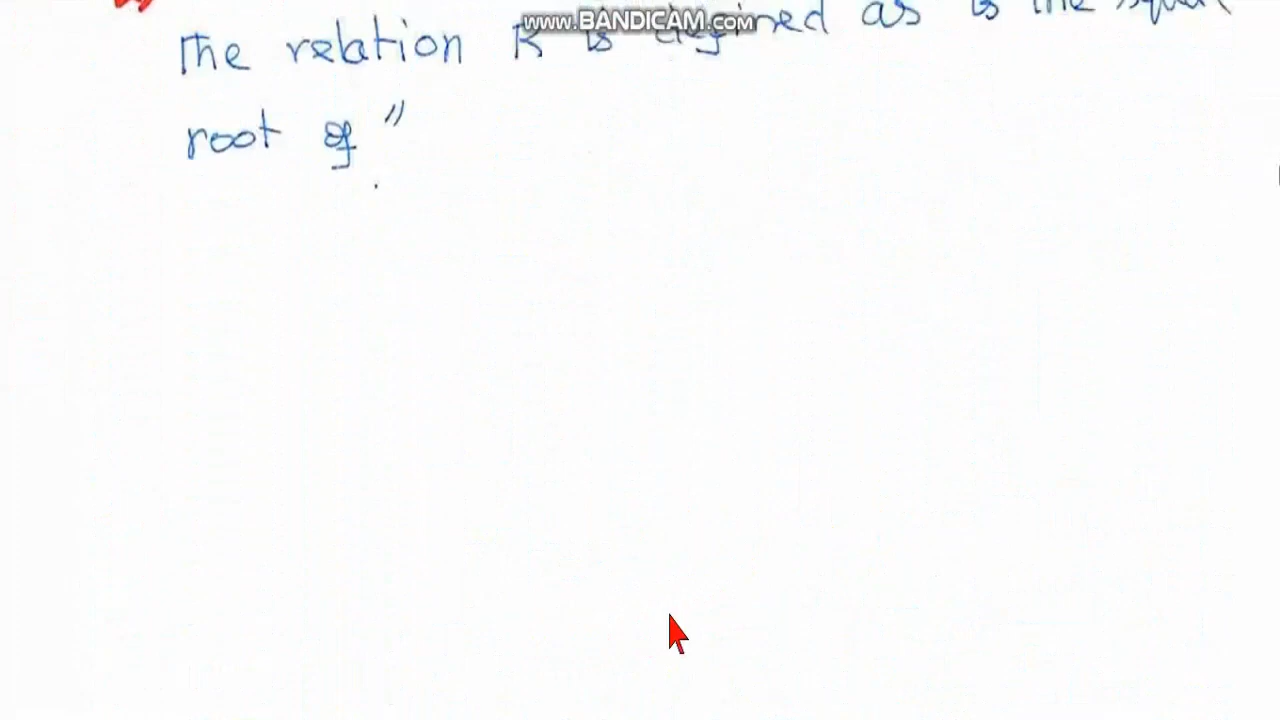 www.BANDICAM.com
The relation R is defined as is the square
root of "